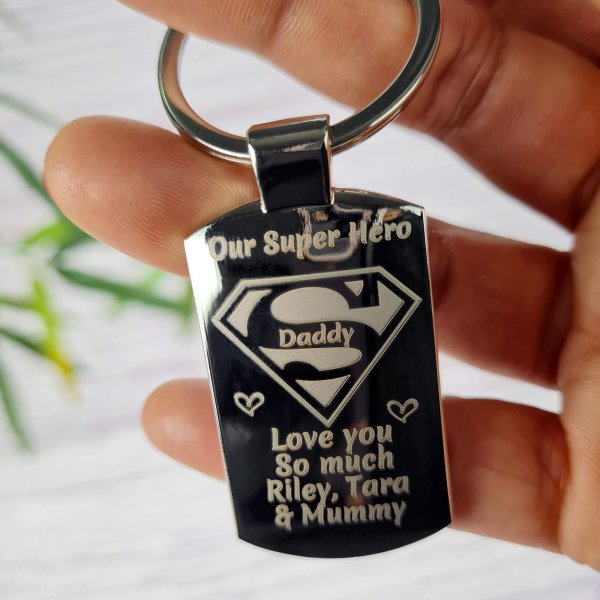 Our Super Hero
Daddy
Love you
So much
Riley, Tara
& Mummy